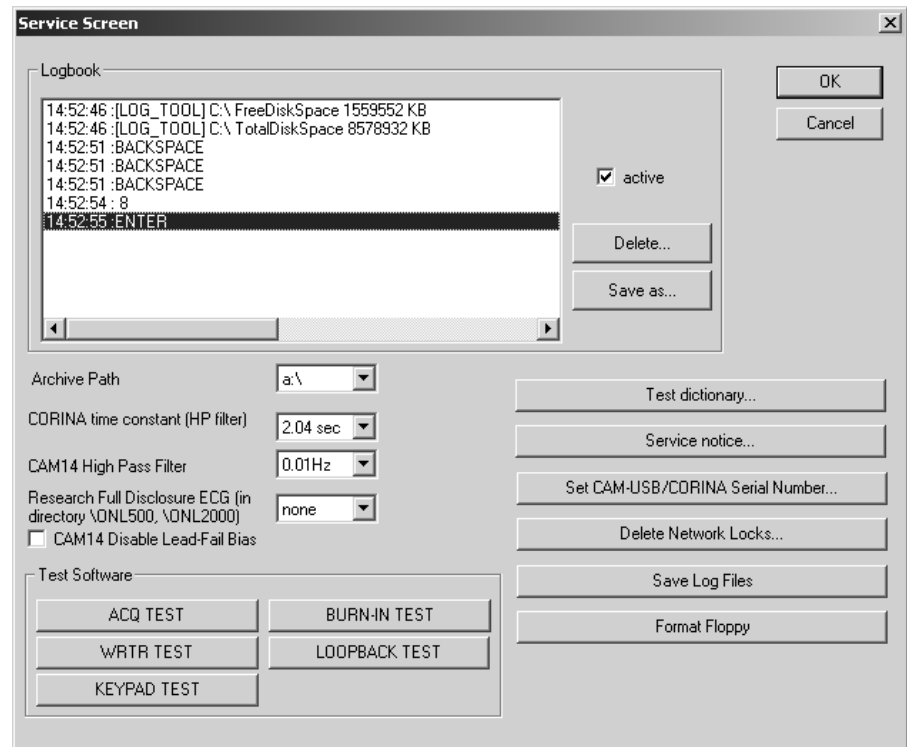 Service Screen
Logbook
14:52:46 :[LOG_TOOL] C:\ FreeDiskSpace 1559552 KB
14:52:46 :[LOG_TOOL] C:\ TotalDiskSpace 8578932 KB
14:52:51 :BACKSPACE
14:52:51 :BACKSPACE
14:52:51 :BACKSPACE
14:52:54 : 8
14:52:55 :ENTER
active
Delete...
Save as...
OK
Cancel
Archive Path
a:\
CORINA time constant (HP filter)
2.04 sec
CAM14 High Pass Filter
0.01Hz
Research Full Disclosure ECG (in
directory \ONL500, \ONL2000)
none
CAM14 Disable Lead-Fail Bias
Test dictionary...
Service notice...
Set CAM-USB/CORINA Serial Number...
Delete Network Locks...
Save Log Files
Format Floppy
Test Software
ACQ TEST
BURN-IN TEST
WRTR TEST
LOOPBACK TEST
KEYPAD TEST